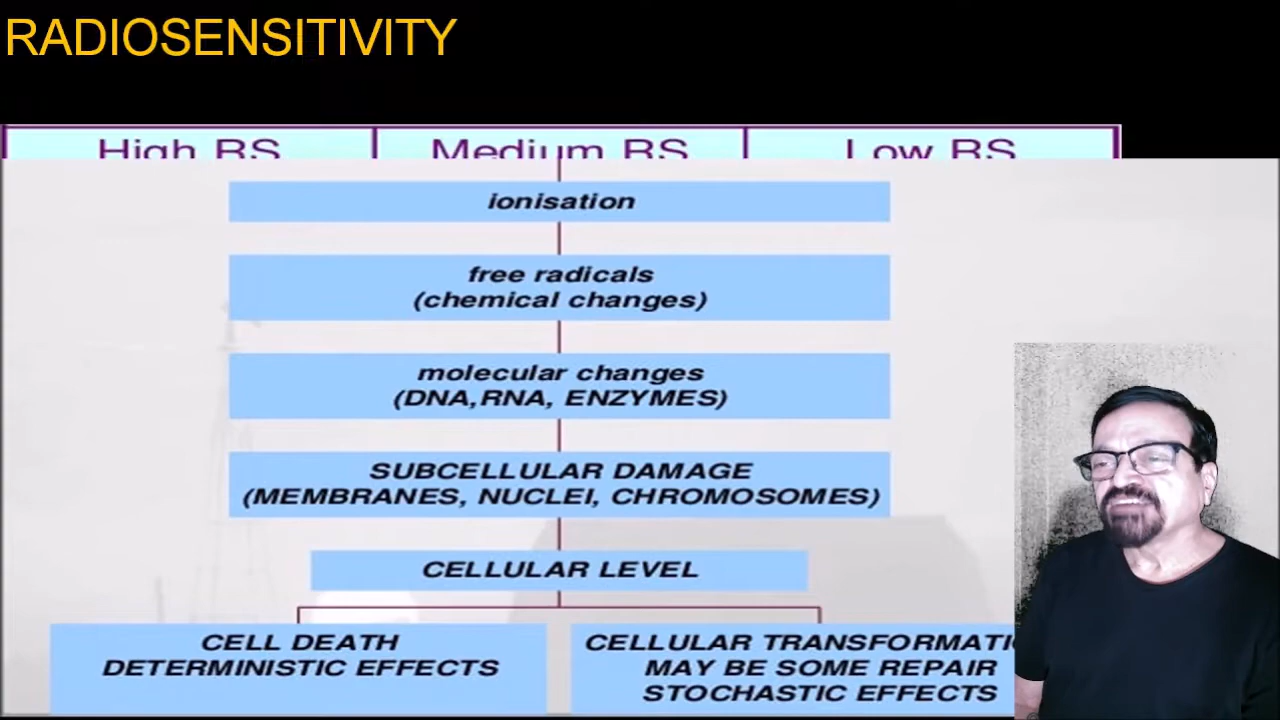 RADIOSENSITIVITY
High RS Medium RS Low RS
ionisation
free radicals
(chemical changes)
molecular changes
(DNA,RNA, ENZYMES)
SUBCELLULAR DAMAGE
(MEMBRANES, NUCLEI, CHROMOSOMES)
CELLULAR LEVEL
CELL DEATH
DETERMINISTIC EFFECTS
CELLULAR
MAY BE SOME REPAIR
STOCHASTIC EFFECTS